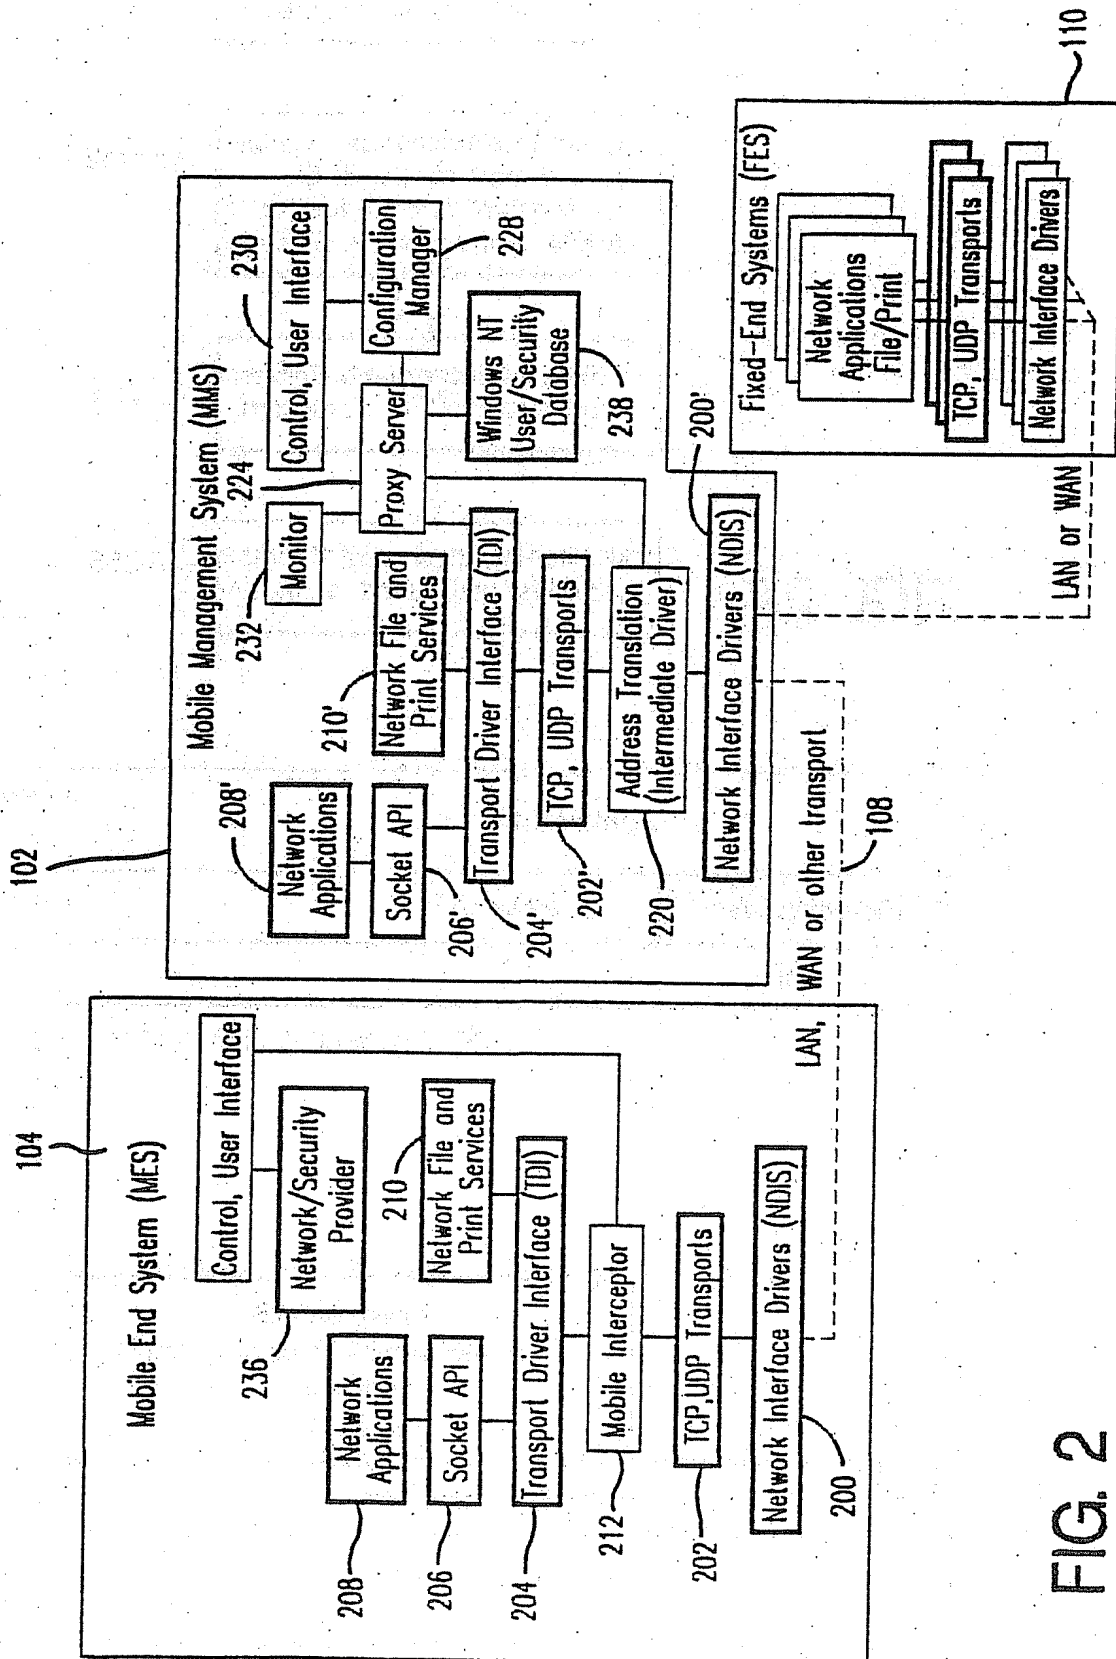 104
Mobile End System (MES)
Control, User Interface
Network/Security
Provider
236
210
Network File and
Print Services
Network
Applications
208
Socket API
206
Transport Driver Interface (TDI)
204
Mobile Interceptor
212
TCP,UDP Transports
202
Network Interface Drivers (NDIS)
200
LAN, WAN or other transport
108
102
Mobile Management System (MMS)
230
Control, User Interface
Configuration
Manager
228
232
Monitor
224
Proxy Server
Windows NT
User/Security
Database
238
208'
Network
Applications
210'
Network File and
Print Services
Socket API
206'
Transport Driver Interface (TDI)
204'
TCP, UDP Transports
202'
Address Translation
(Intermediate Driver)
220
Network Interface Drivers (NDIS)
200'
LAN or WAN
Fixed-End Systems (FES)
110
Network
Applications
File/Print
TCP, UDP Transports
Network Interface Drivers
FIG. 2